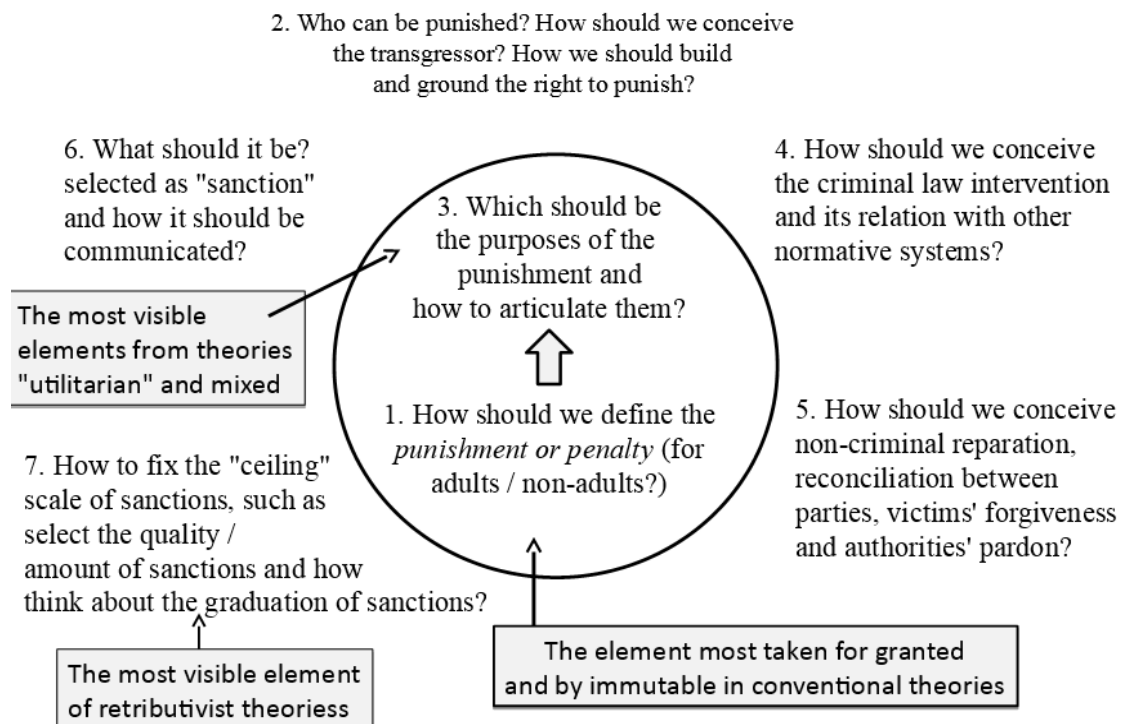 2. Who can be punished? How should we conceive
the transgressor? How we should build
and ground the right to punish?
6. What should it be?
selected as "sanction"
and how it should be
communicated?
3. Which should be
the purposes of the
punishment and
how to articulate them?
4. How should we conceive
the criminal law intervention
and its relation with other
normative systems?
The most visible
elements from theories
"utilitarian" and mixed
1. How should we define the
punishment or penalty (for
adults / non-adults?)
5. How should we conceive
non-criminal reparation,
reconciliation between
parties, victims' forgiveness
and authorities' pardon?
7. How to fix the "ceiling"
scale of sanctions, such as
select the quality /
amount of sanctions and how
think about the graduation of sanctions?
The most visible element
of retributivist theoriess
The element most taken for granted
and by immutable in conventional theories